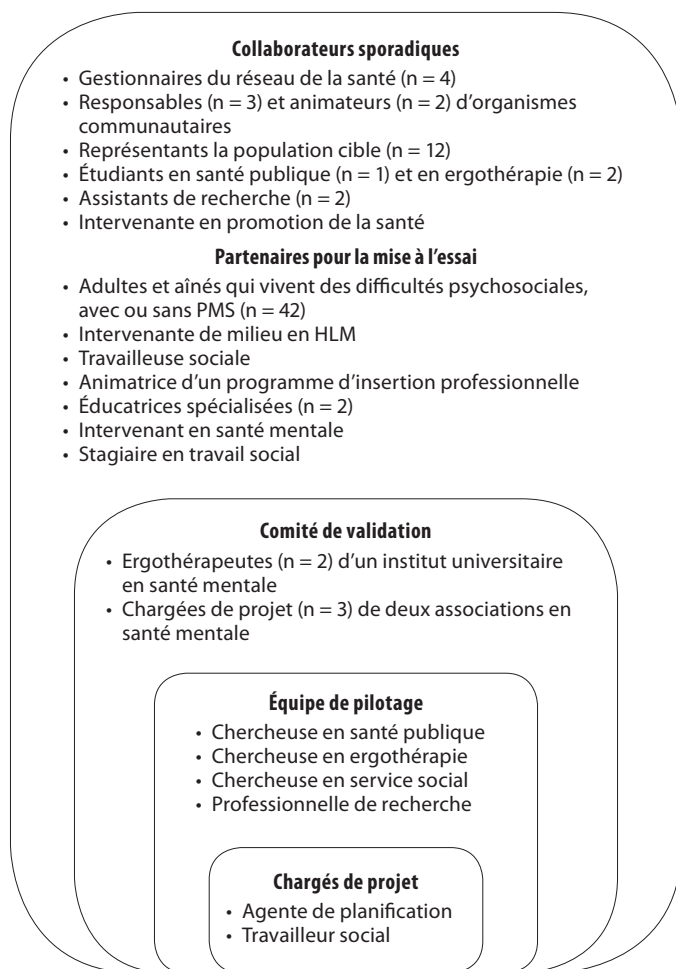 Collaborateurs sporadiques
• Gestionnaires du réseau de la santé (n = 4)
• Responsables (n = 3) et animateurs (n = 2) d'organismes
communautaires
• Représentants la population cible (n = 12)
• Étudiants en santé publique (n = 1) et en ergothérapie (n = 2)
• Assistants de recherche (n = 2)
• Intervenante en promotion de la santé
Partenaires pour la mise à l'essai
• Adultes et aînés qui vivent des difficultés psychosociales,
avec ou sans PMS (n = 42)
• Intervenante de milieu en HLM
• Travailleuse sociale
• Animatrice d'un programme d'insertion professionnelle
• Éducatrices spécialisées (n = 2)
• Intervenant en santé mentale
• Stagiaire en travail social
Comité de validation
• Ergothérapeutes (n = 2) d'un institut universitaire
en santé mentale
• Chargées de projet (n = 3) de deux associations en
santé mentale
Équipe de pilotage
• Chercheuse en santé publique
• Chercheuse en ergothérapie
• Chercheuse en service social
• Professionnelle de recherche
Chargés de projet
• Agente de planification
• Travailleur social